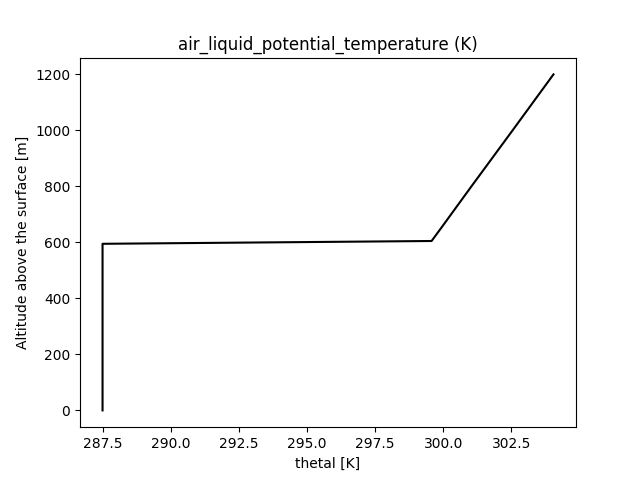 air_liquid_potential_temperature (K)
1200
1000
800
600
400
200
0
Altitude above the surface [m]
287.5 290.0 292.5 295.0 297.5 300.0 302.5
thetal [K]